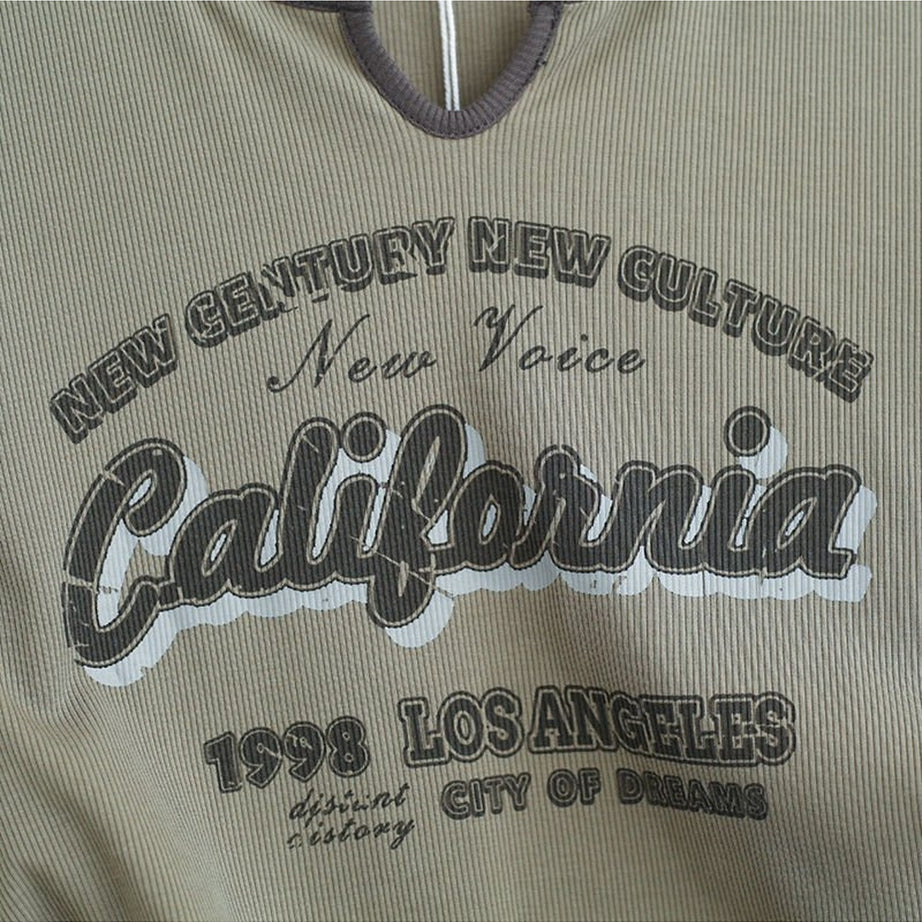 NEW CENTURY NEW CULTURE
New Voice
California
1998 LOS ANGELES
CITY OF DREAMS